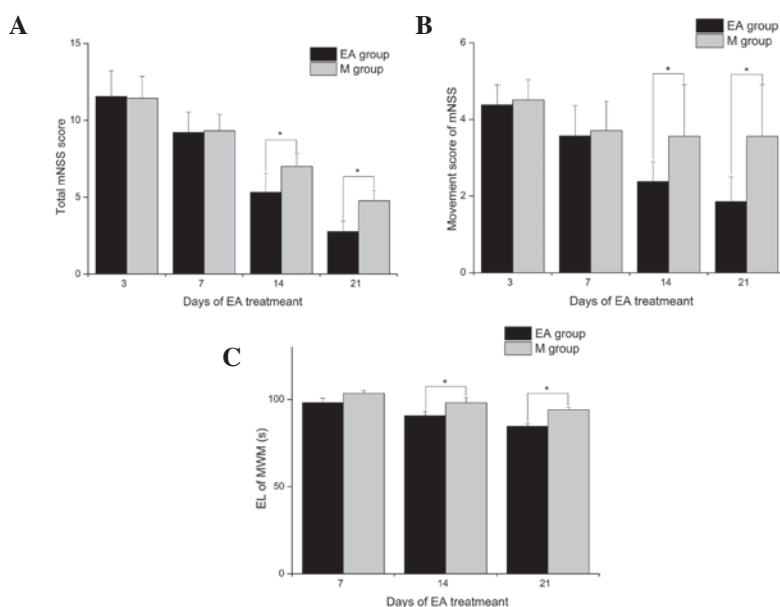 A
15
10
5
0
Total mNSS score
EA group
M group
*
*
3 7 14 21
Days of EA treatmeant
B
6
4
2
0
Movement score of mNSS
EA group
M group
*
*
3 7 14 21
Days of EA treatmeant
C
100
50
0
EL of MWM (s)
EA group
M group
*
*
7 14 21
Days of EA treatmeant